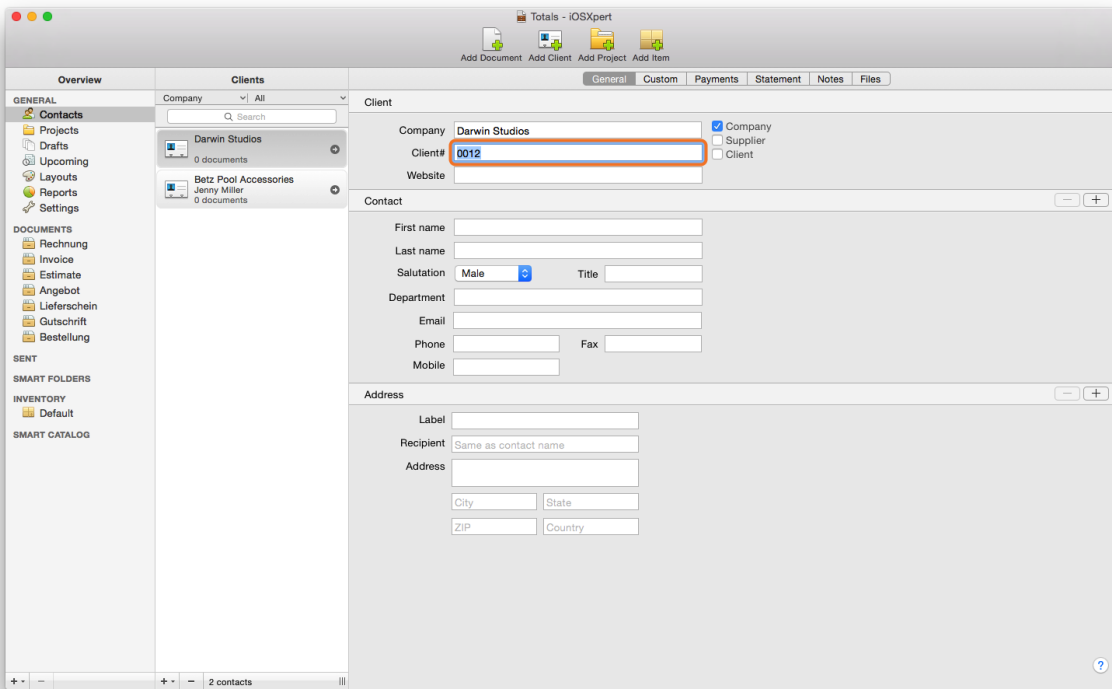 Totals - iOSXpert
Add Document Add Client Add Project Add Item
Overview
GENERAL
Contacts
Projects
Drafts
Upcoming
Layouts
Reports
Settings
DOCUMENTS
Rechnung
Invoice
Estimate
Angebot
Lieferschein
Gutschrift
Bestellung
SENT
SMART FOLDERS
INVENTORY
Default
SMART CATALOG
Clients
Company All
Search
Darwin Studios
0 documents
Betz Pool Accessories
Jenny Miller
0 documents
2 contacts
General Custom Payments Statement Notes Files
Client
Company Darwin Studios
Client# 0012
Website
Company
Supplier
Client
Contact
First name
Last name
Salutation Male Title
Department
Email
Phone Fax
Mobile
Address
Label
Recipient Same as contact name
Address
City State
ZIP Country
?